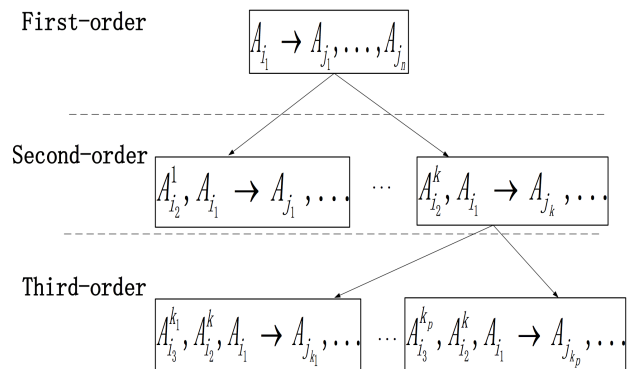 First-order
A_{i_1} → A_{j_1}, ..., A_{j_n}
Second-order
A^1_{i_2}, A_{i_1} → A_{j_1}, ... ... A^k_{i_2}, A_{i_1} → A_{j_k}, ...
Third-order
A^{k_1}_{i_3}, A^k_{i_2}, A_{i_1} → A_{j_{k_1}}, ... ... A^{k_p}_{i_3}, A^k_{i_2}, A_{i_1} → A_{j_{k_p}}, ...